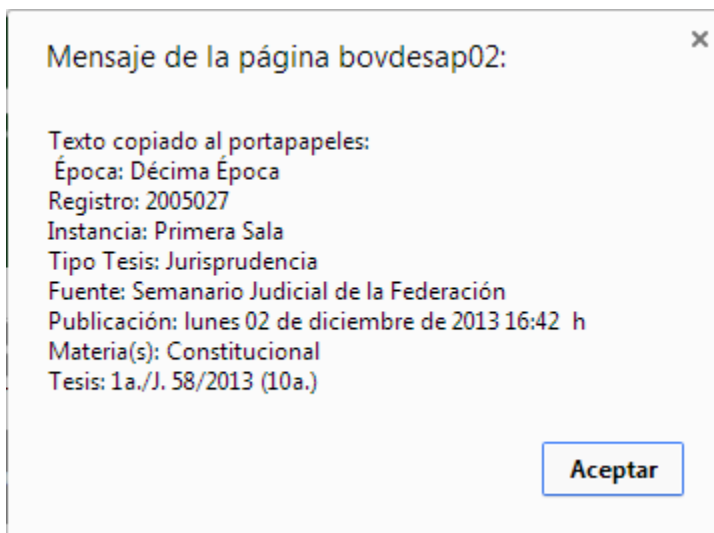 Mensaje de la página bovdesap02:
×
Texto copiado al portapapeles:
Época: Décima Época
Registro: 2005027
Instancia: Primera Sala
Tipo Tesis: Jurisprudencia
Fuente: Semanario Judicial de la Federación
Publicación: lunes 02 de diciembre de 2013 16:42 h
Materia(s): Constitucional
Tesis: 1a./J. 58/2013 (10a.)
Aceptar